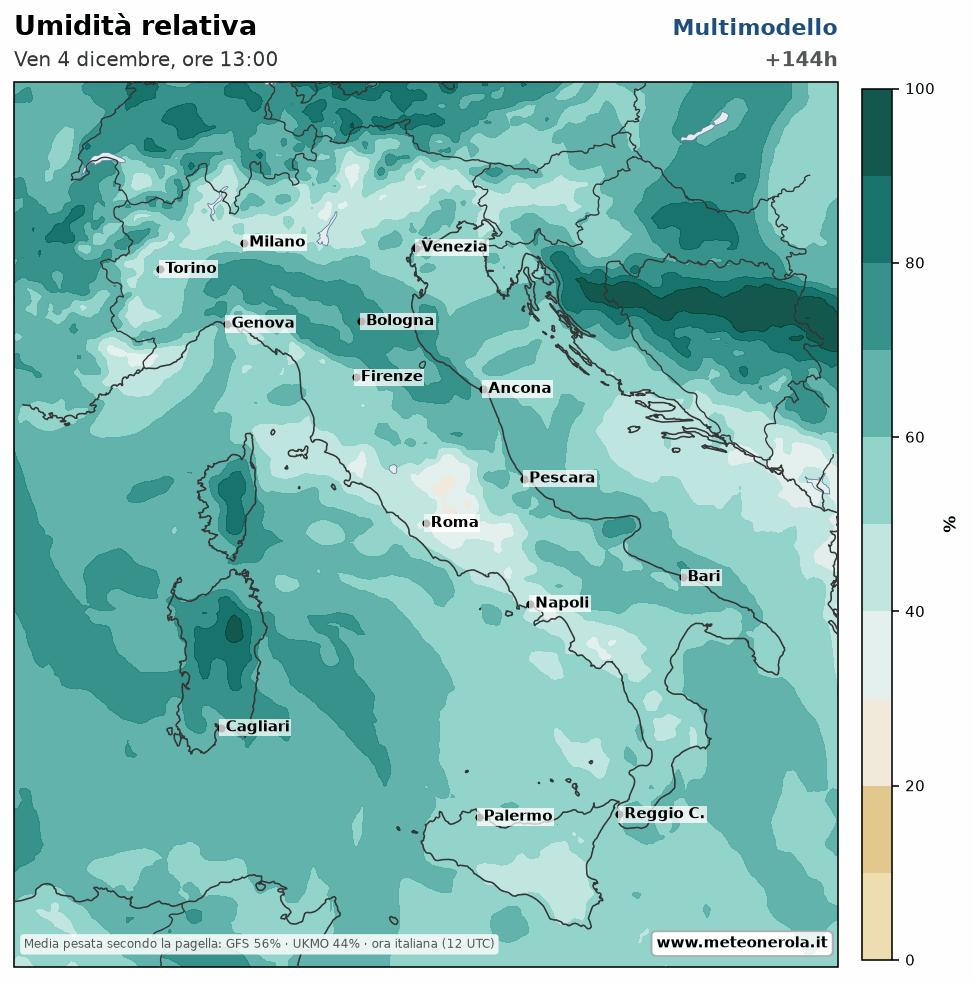 Umidità relativa
Multimodello
Ven 4 dicembre, ore 13:00
+144h
100
80
60
40
20
0
%
Milano
Venezia
Torino
Genova
Bologna
Firenze
Ancona
Pescara
Roma
Bari
Napoli
Cagliari
Palermo
Reggio C.
Media pesata secondo la pagella: GFS 56% · UKMO 44% · ora italiana (12 UTC)
www.meteonerola.it